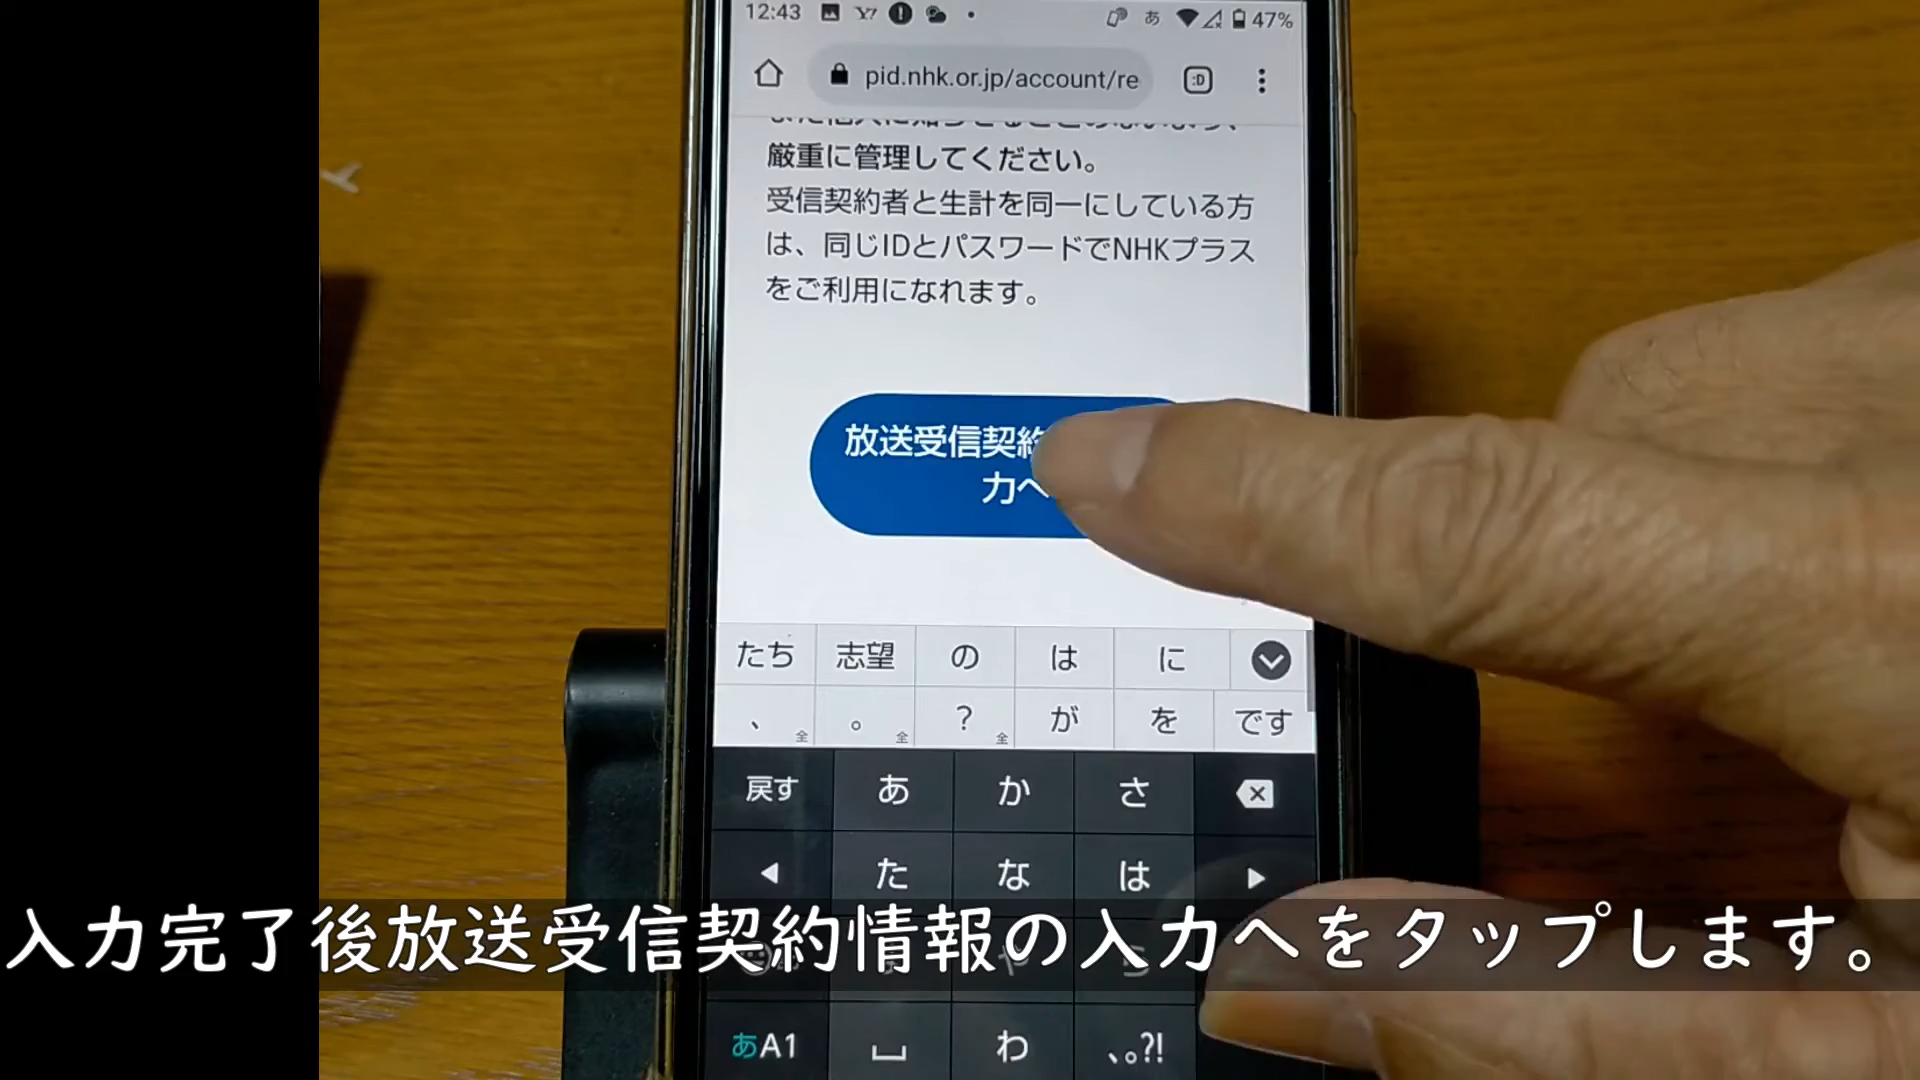 12:43
あ
47%
pid.nhk.or.jp/account/re
厳重に管理してください。
受信契約者と生計を同一にしている方
は、同じIDとパスワードでNHKプラス
をご利用になれます。
放送受信契約
力へ
たち 志望 の は に
、全 。全 ?全 が を です
戻す あ か さ
た な は
入力完了後放送受信契約情報の入力へをタップします。
や ら
あA1 わ 、。?!